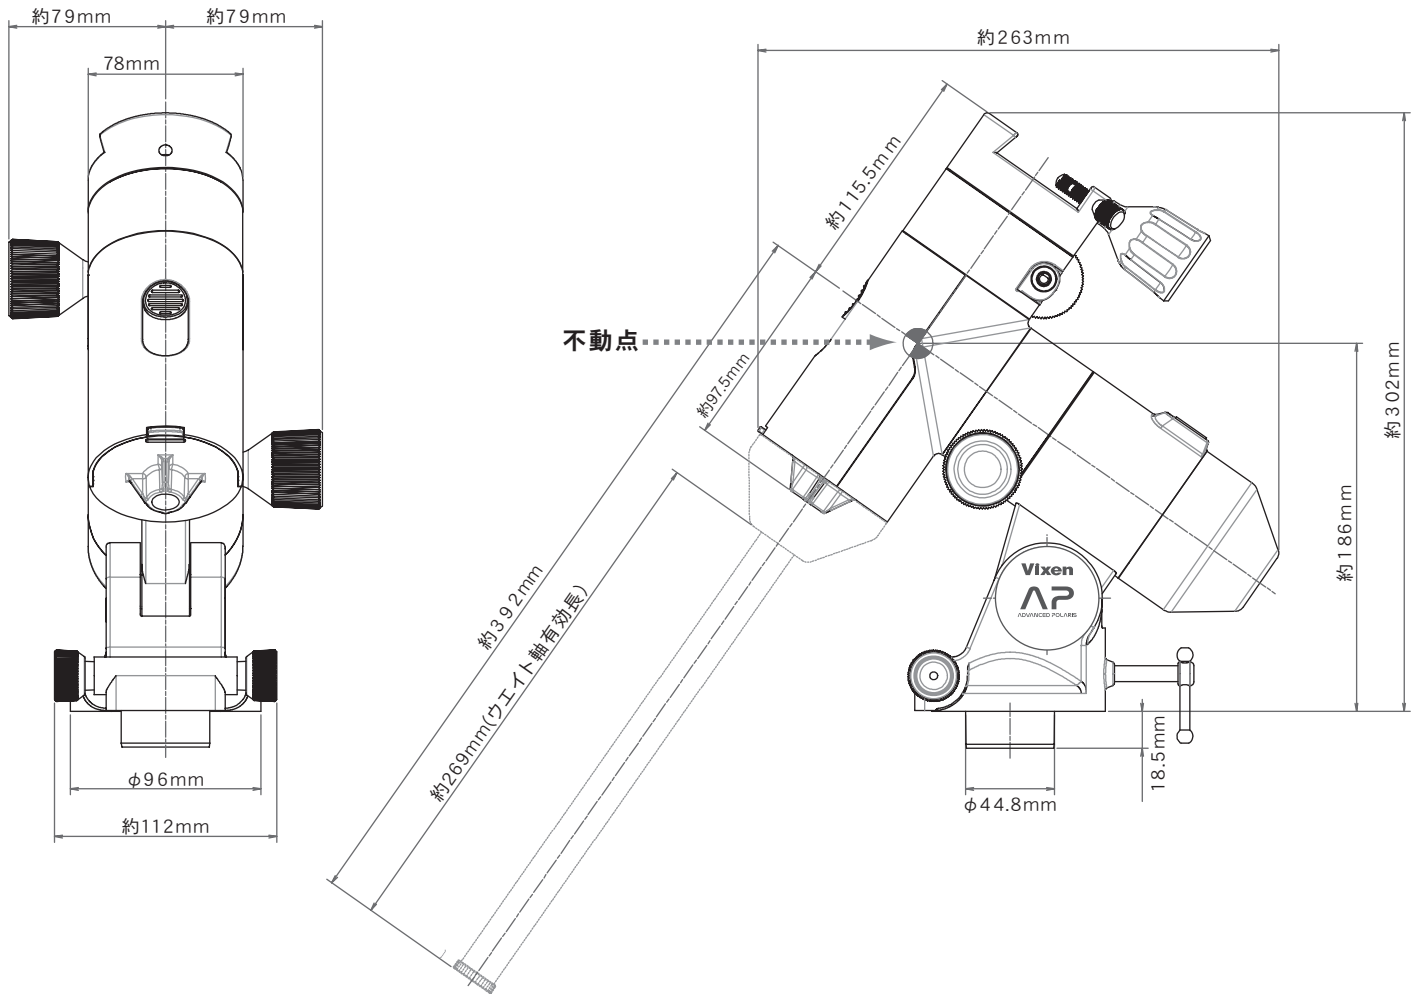 約79mm
約79mm
78mm
φ96mm
約112mm
約263mm
約115.5mm
約97.5mm
不動点
約392mm
約269mm(ウエイト軸有効長)
約302mm
約186mm
Vixen
AP
ADVANCED POLARIS
18.5mm
φ44.8mm